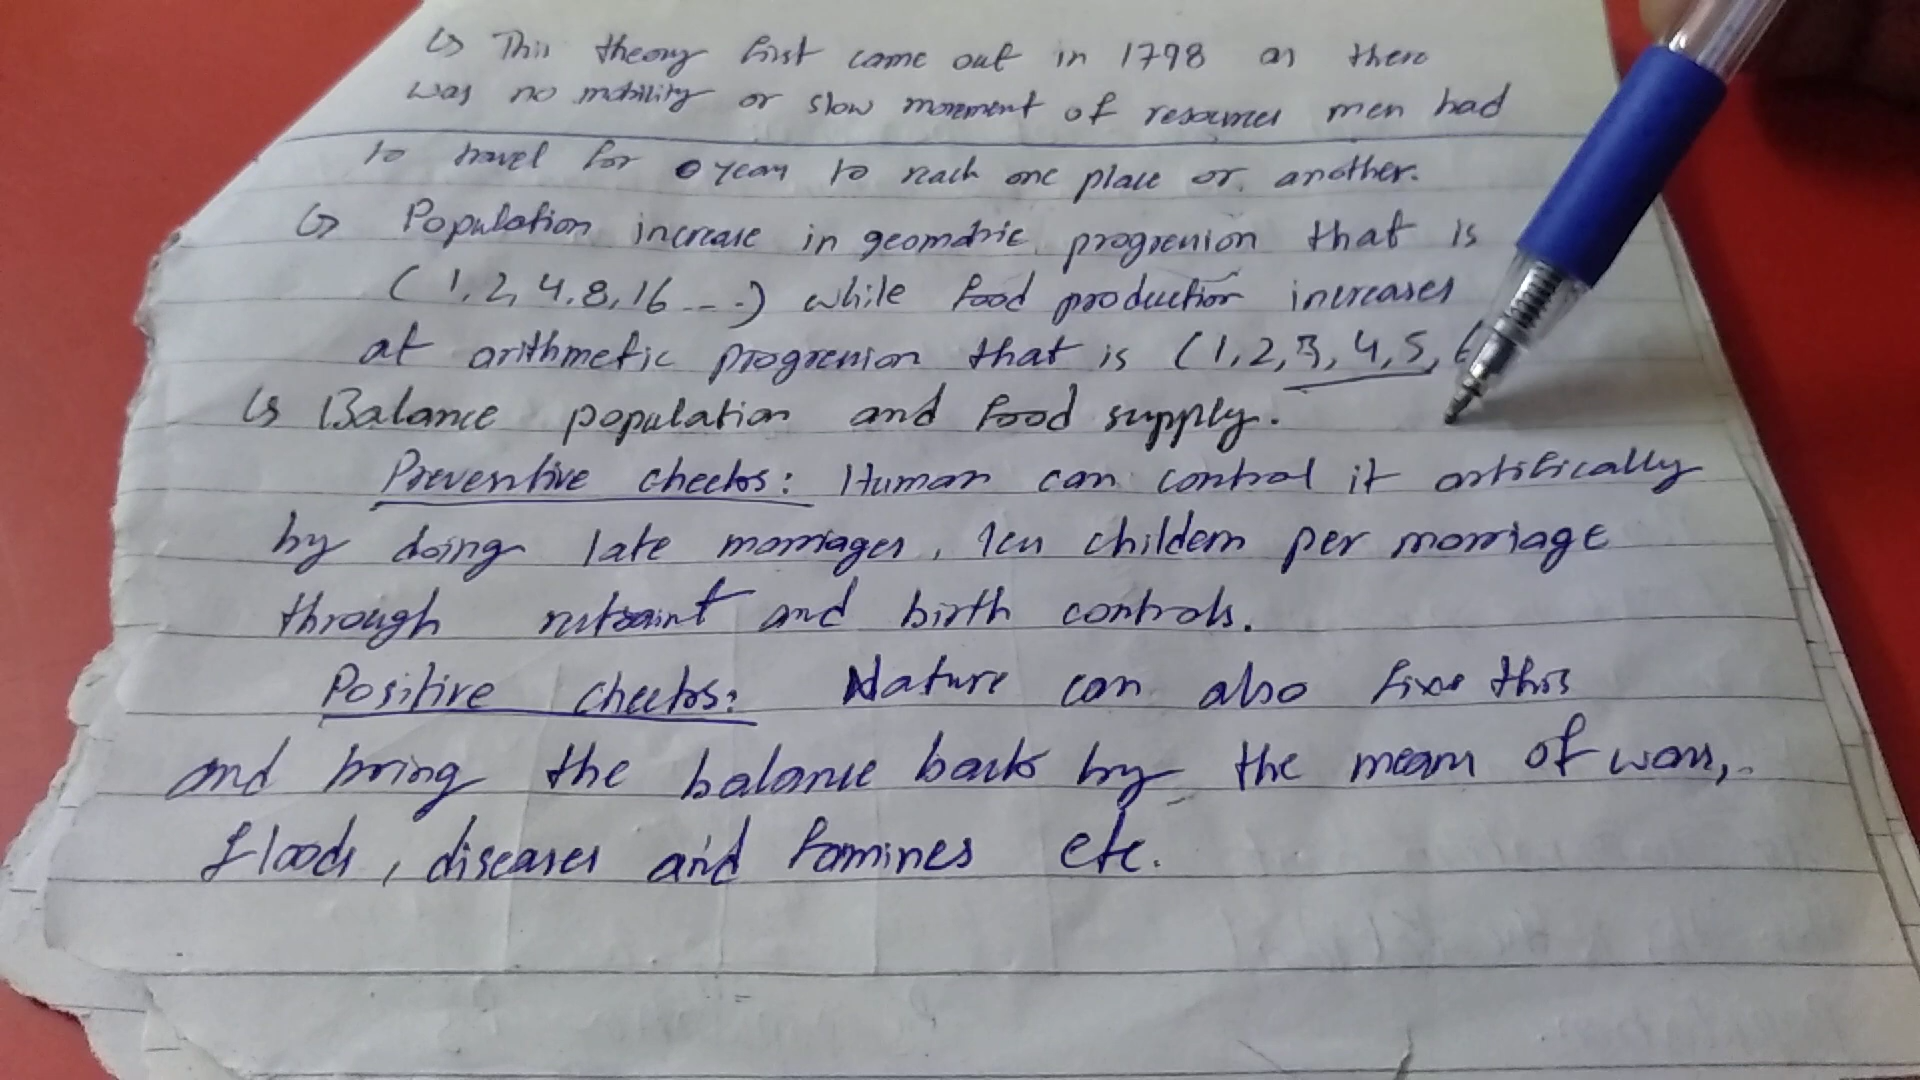 ↳ This theory first came out in 1798 as there
was no mobility or slow movement of resources men had
to travel for year to reach one place or another.
↳ Population increase in geometric progression that is
(1,2,4,8,16---) while food production increases
at arithmetic progression that is (1,2,3,4,5,6
↳ Balance population and food supply.
Preventive checks: Human can control it artifically
by doing late marriages, less childern per marriage
through restraint and birth controls.
Positive checks: Nature can also fixe this
and bring the balance back by the mean of wars,
floods, diseases and famines etc.